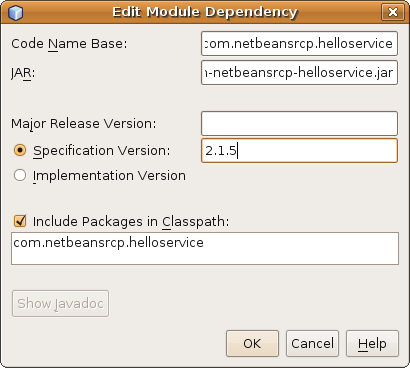 Edit Module Dependency
Code Name Base: com.netbeansrcp.helloservice
JAR: n-netbeansrcp-helloservice.jar
Major Release Version:
Specification Version: 2.1.5
Implementation Version
Include Packages in Classpath:
com.netbeansrcp.helloservice
Show Javadoc
OK Cancel Help